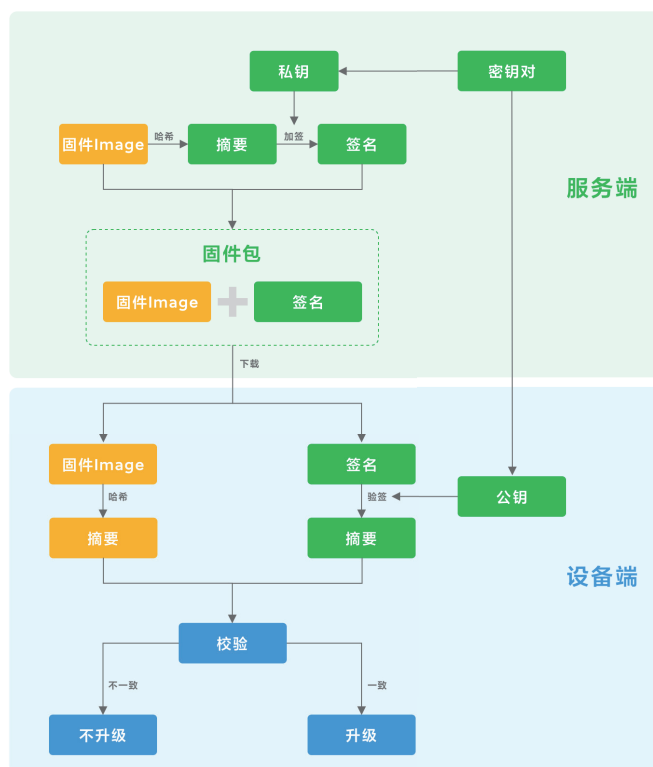 私钥
密钥对
固件Image
哈希
摘要
加签
签名
服务端
固件包
固件Image
签名
下载
固件Image
签名
哈希
验签
公钥
摘要
摘要
设备端
校验
不一致
一致
不升级
升级